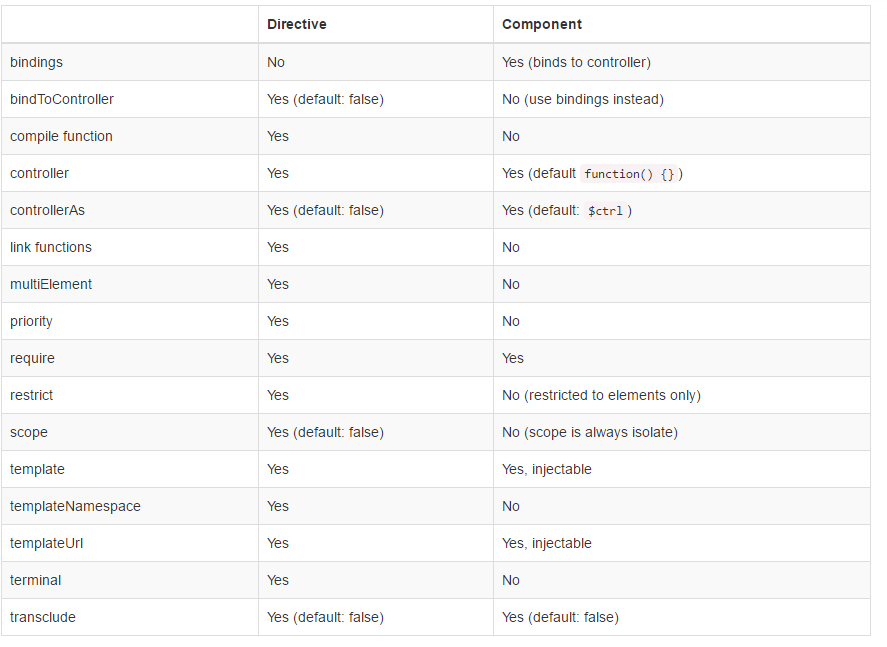 Directive Component
bindings No Yes (binds to controller)
bindToController Yes (default: false) No (use bindings instead)
compile function Yes No
controller Yes Yes (default function() {} )
controllerAs Yes (default: false) Yes (default: $ctrl )
link functions Yes No
multiElement Yes No
priority Yes No
require Yes Yes
restrict Yes No (restricted to elements only)
scope Yes (default: false) No (scope is always isolate)
template Yes Yes, injectable
templateNamespace Yes No
templateUrl Yes Yes, injectable
terminal Yes No
transclude Yes (default: false) Yes (default: false)